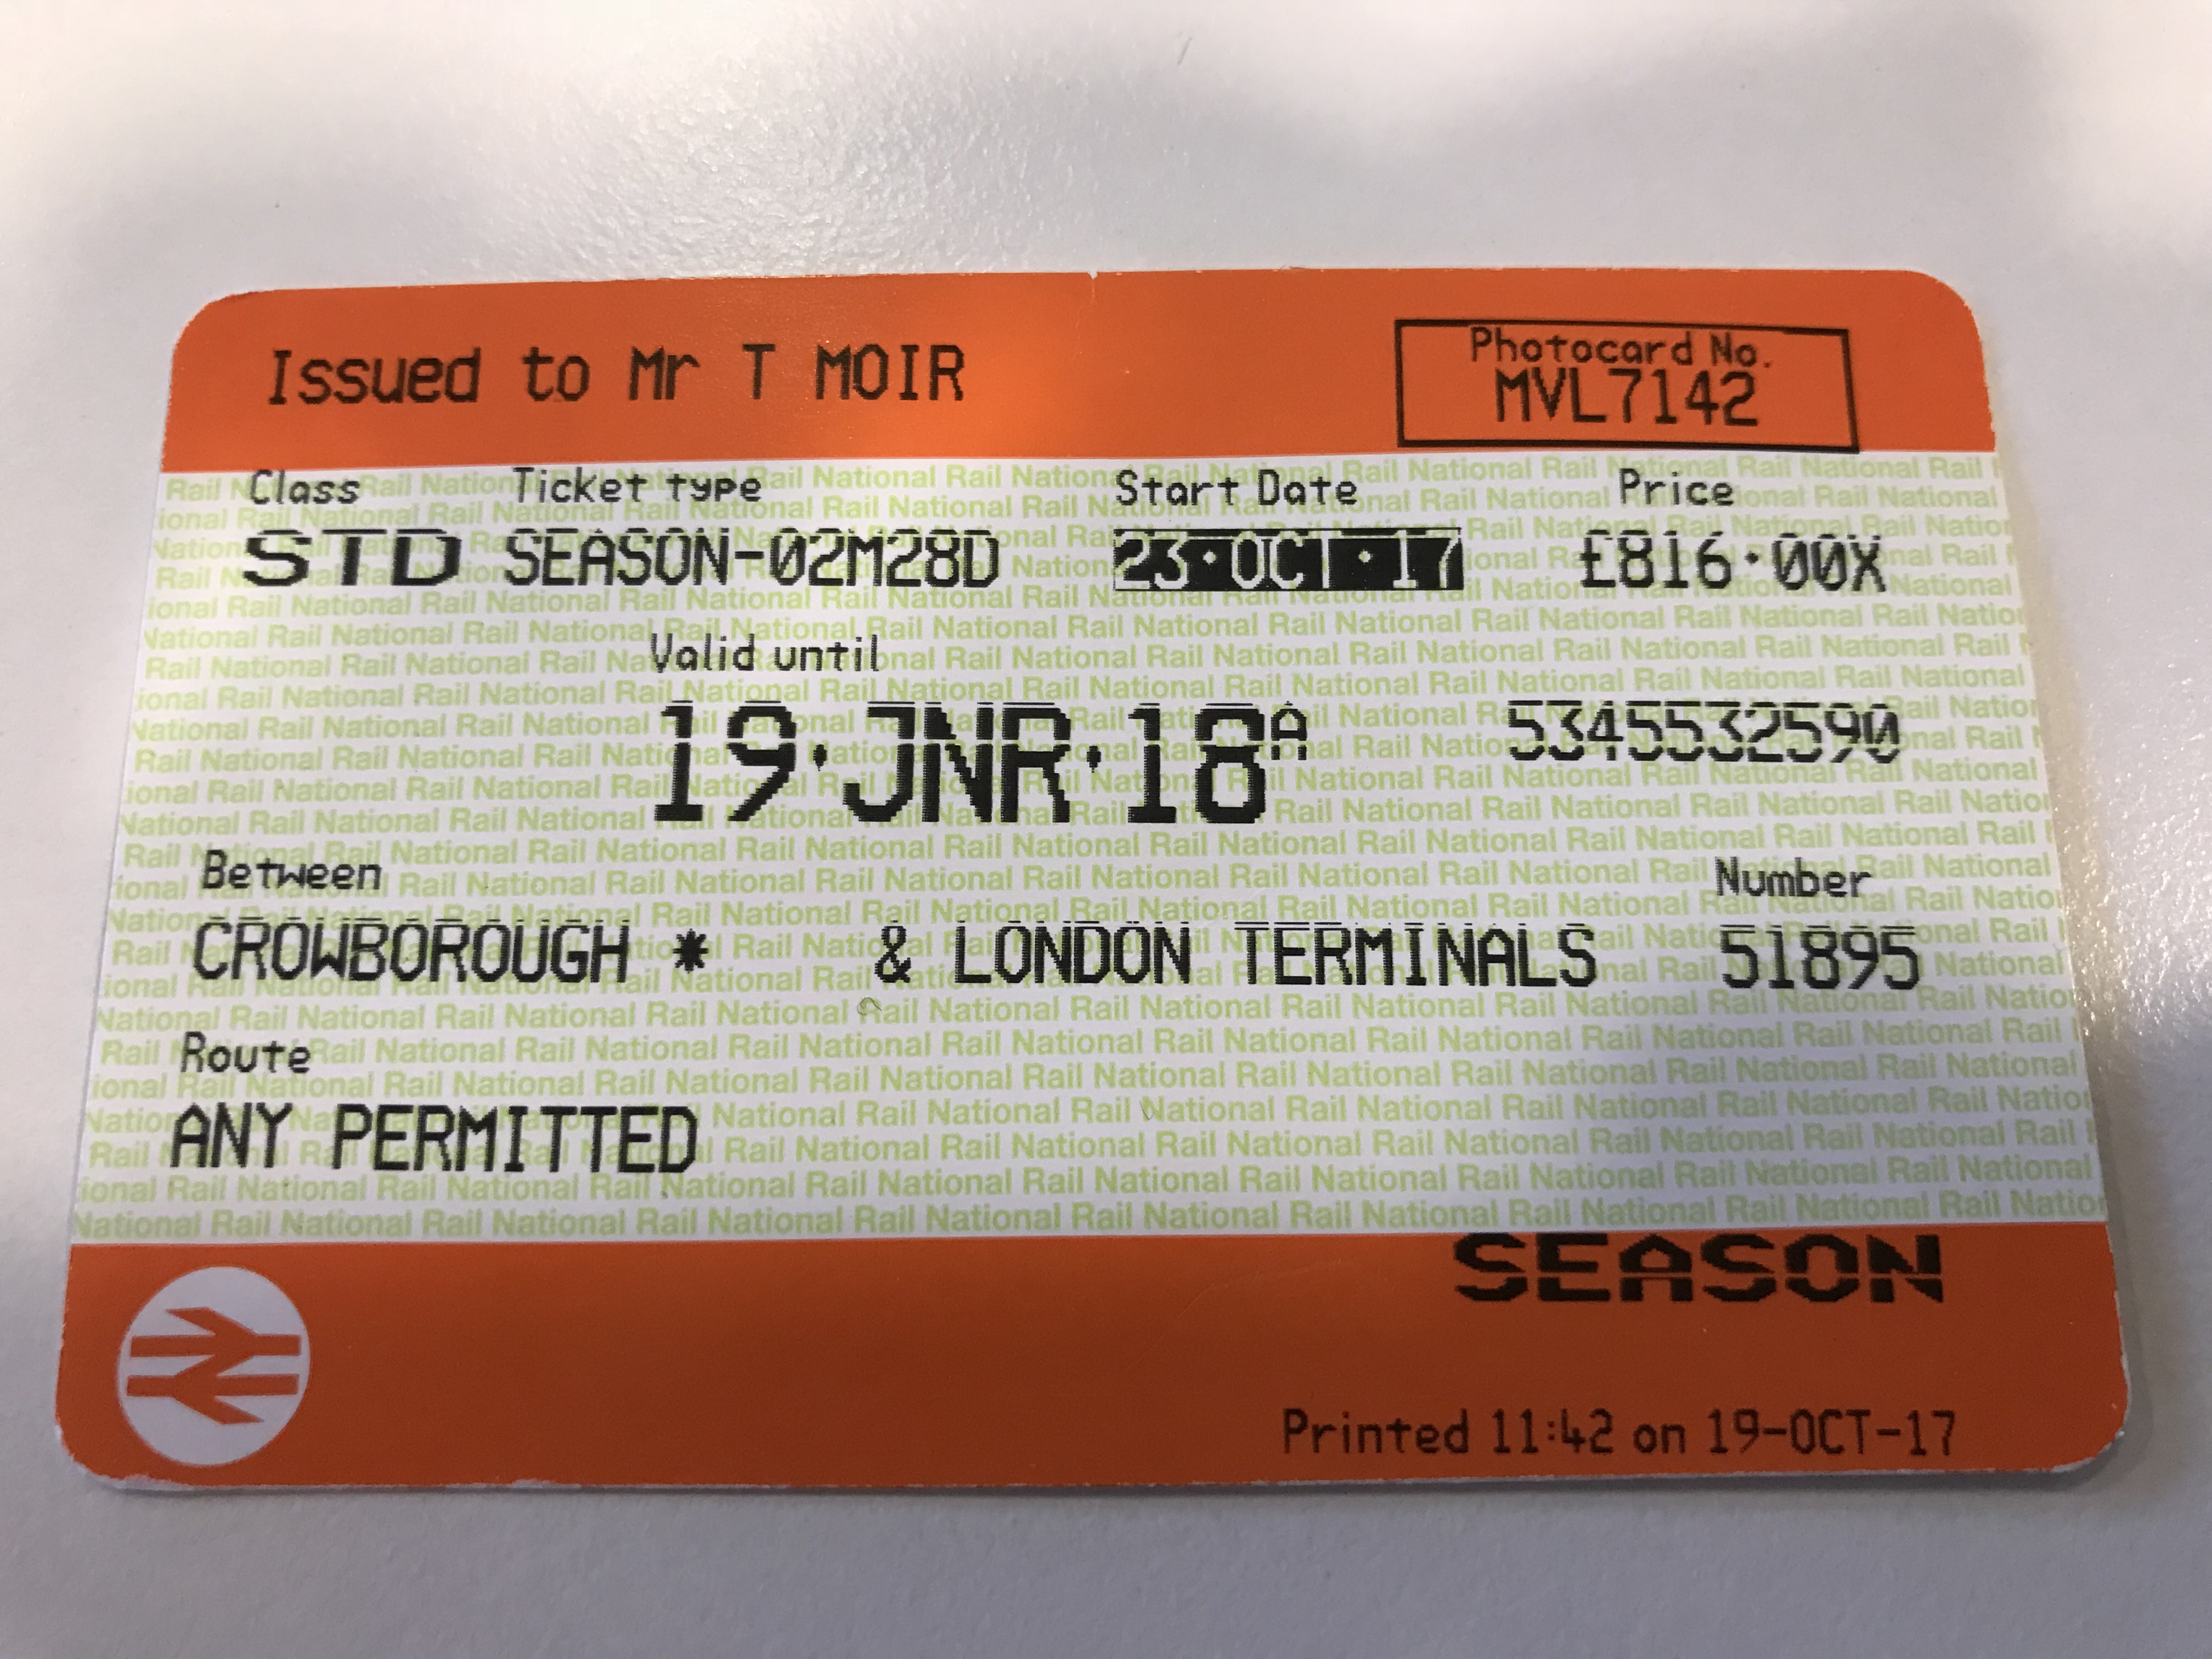 Issued to Mr T MOIR
Photocard No.
MVL7142
Class Ticket type Start Date Price
STD SEASON-02M28D 23·OCT·17 £816·00X
Valid until
19·JNR·18A 5345532590
Between Number
CROWBOROUGH * & LONDON TERMINALS 51895
Route
ANY PERMITTED
SEASON
Printed 11:42 on 19-OCT-17